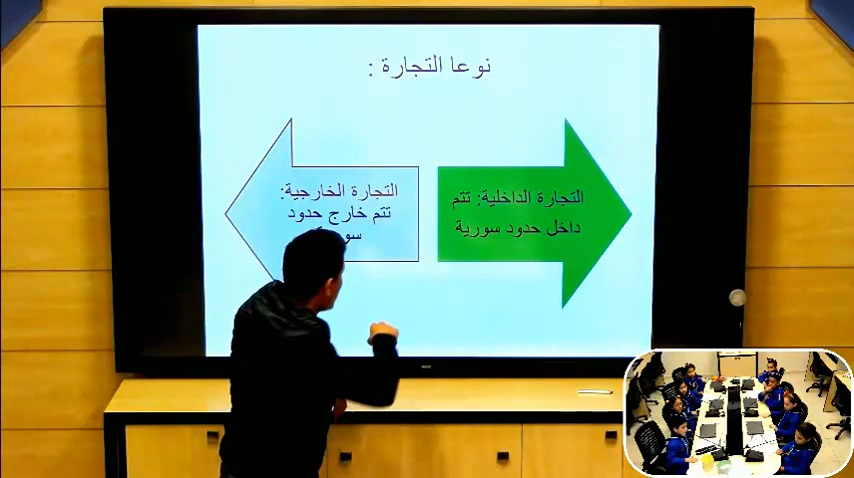 نوعا التجارة :
التجارة الداخلية: تتم
داخل حدود سورية
التجارة الخارجية:
تتم خارج حدود